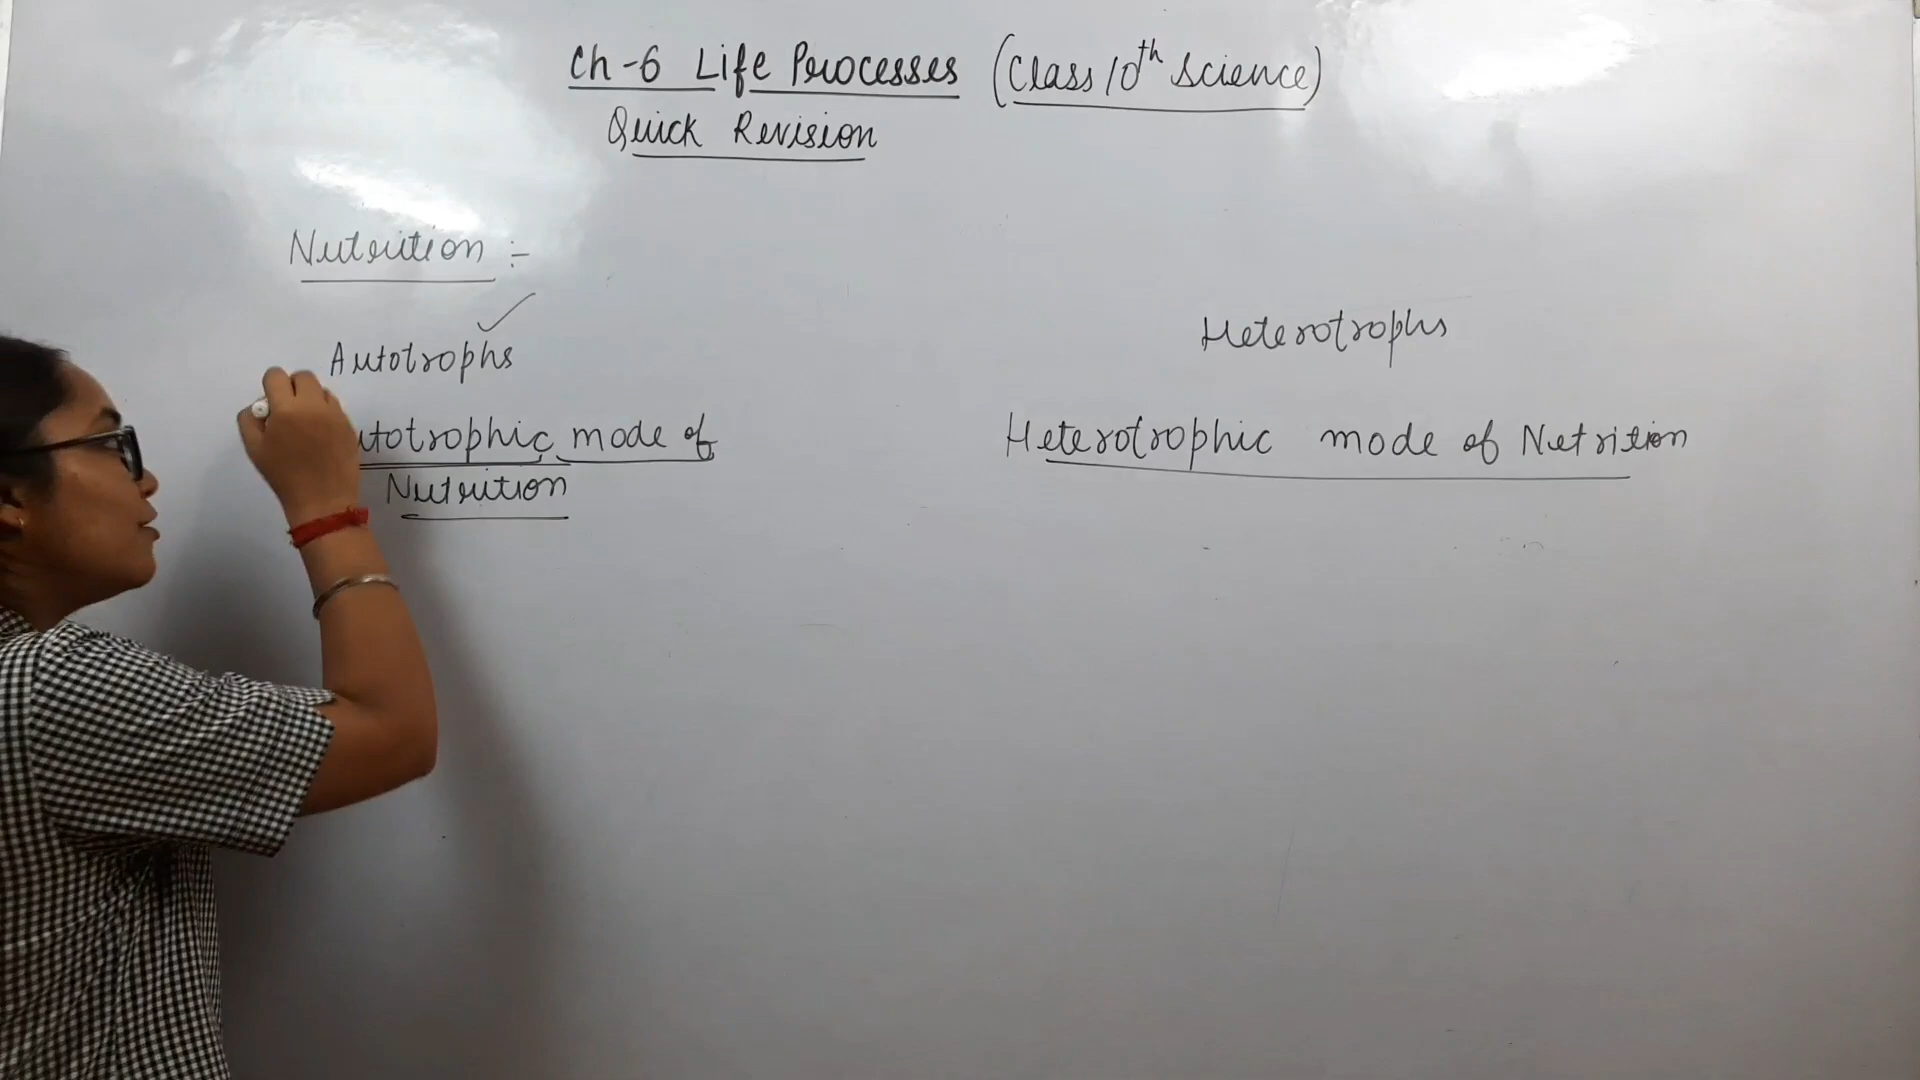 Ch-6 Life Processes (Class 10th Science)
Quick Revision
Nutrition :-
Autotrophs
Heterotrophs
utotrophic mode of
Nutrition
Heterotrophic mode of Nutrition